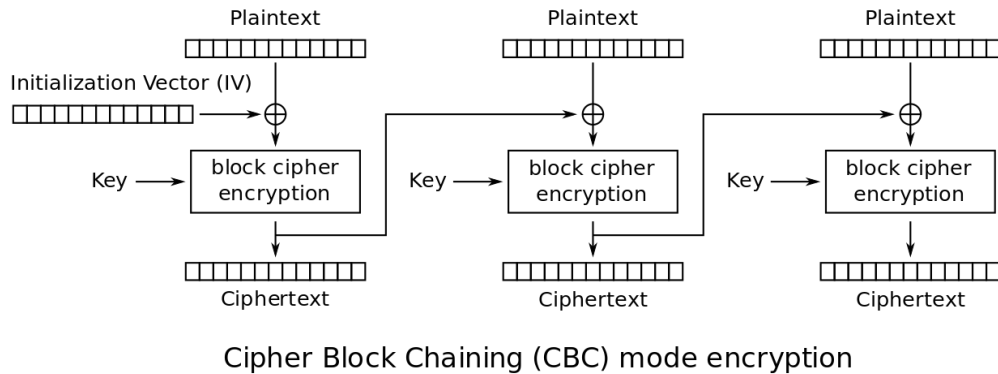 Plaintext
Plaintext
Plaintext
Initialization Vector (IV)
Key
block cipher
encryption
Key
block cipher
encryption
Key
block cipher
encryption
Ciphertext
Ciphertext
Ciphertext
Cipher Block Chaining (CBC) mode encryption